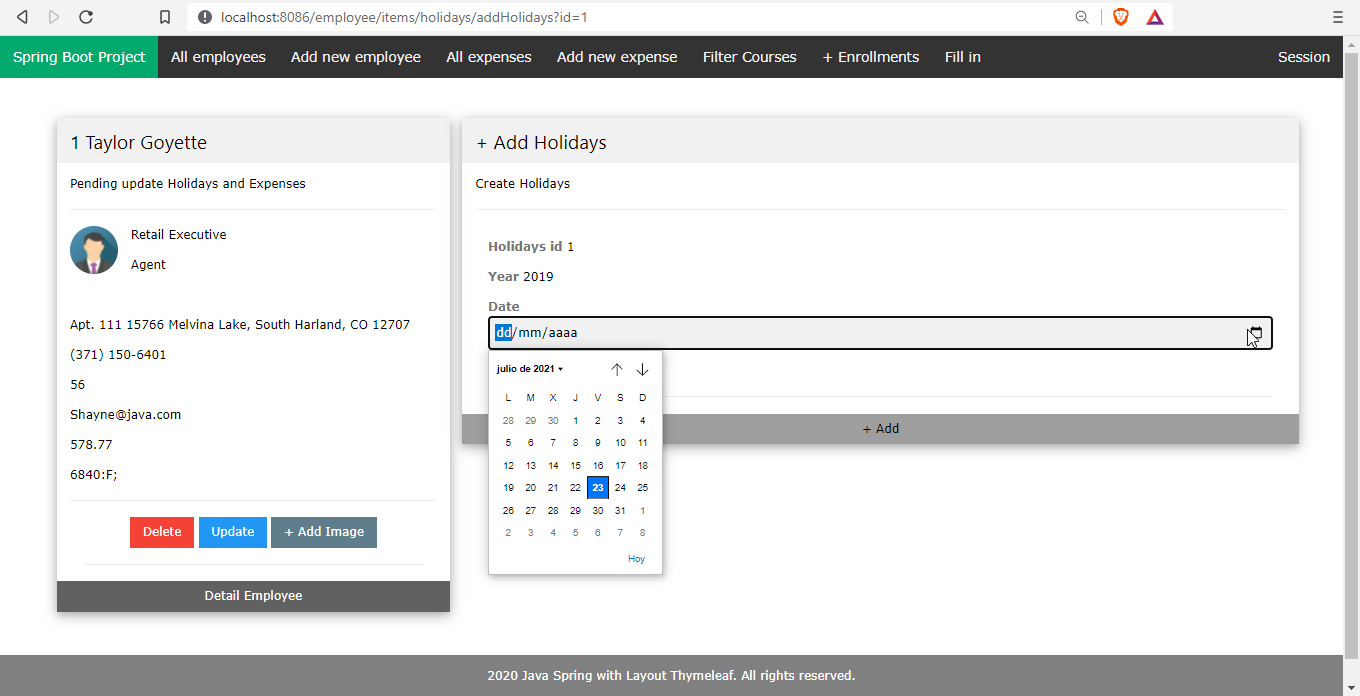 localhost:8086/employee/items/holidays/addHolidays?id=1
Spring Boot Project All employees Add new employee All expenses Add new expense Filter Courses + Enrollments Fill in Session
1 Taylor Goyette
Pending update Holidays and Expenses
Retail Executive
Agent
Apt. 111 15766 Melvina Lake, South Harland, CO 12707
(371) 150-6401
56
Shayne@java.com
578.77
6840:F;
Delete Update + Add Image
Detail Employee
+ Add Holidays
Create Holidays
Holidays id 1
Year 2019
Date
dd/mm/aaaa
julio de 2021
L M X J V S D
28 29 30 1 2 3 4
5 6 7 8 9 10 11
12 13 14 15 16 17 18
19 20 21 22 23 24 25
26 27 28 29 30 31 1
2 3 4 5 6 7 8
Hoy
+ Add
2020 Java Spring with Layout Thymeleaf. All rights reserved.